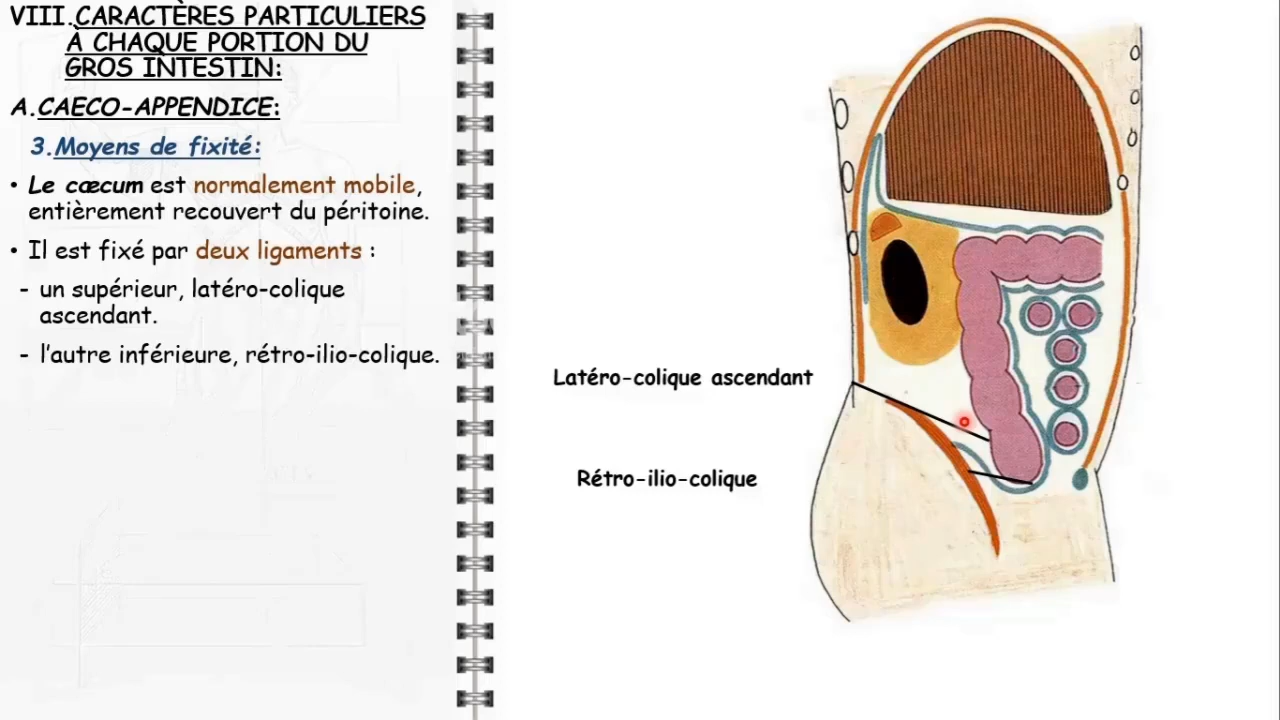 VIII.CARACTÈRES PARTICULIERS
À CHAQUE PORTION DU
GROS INTESTIN:
A.CAECO-APPENDICE:
3.Moyens de fixité:
• Le cæcum est normalement mobile,
entièrement recouvert du péritoine.
• Il est fixé par deux ligaments :
- un supérieur, latéro-colique
ascendant.
- l'autre inférieure, rétro-ilio-colique.
Latéro-colique ascendant
Rétro-ilio-colique